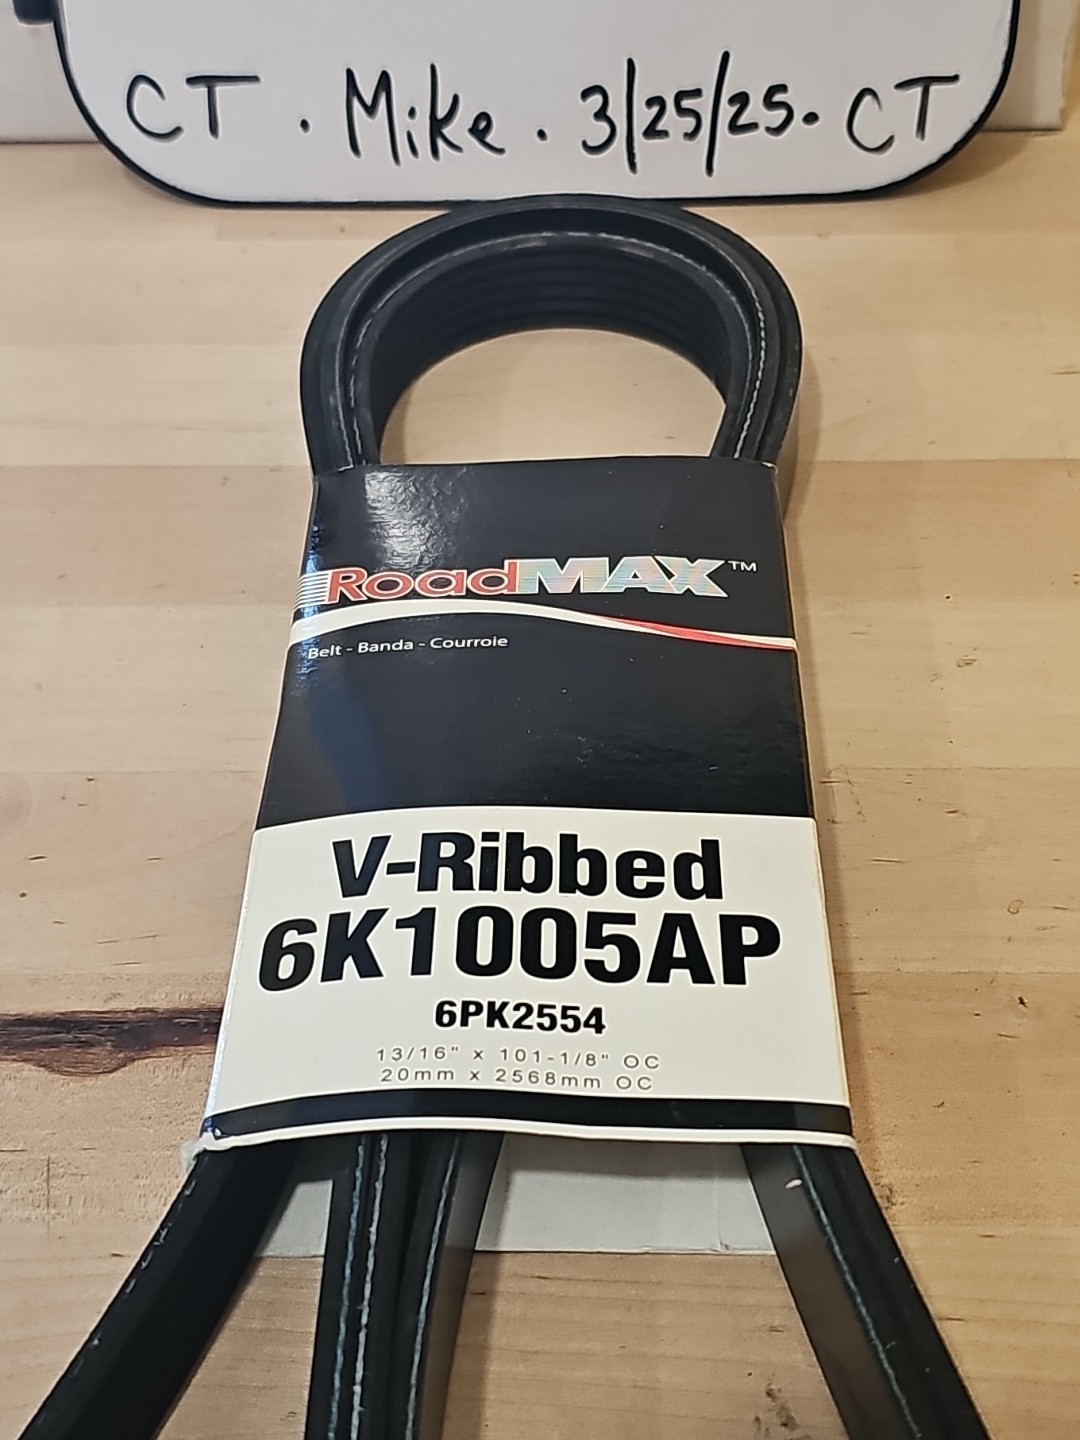 CT . Mike . 3/25/25. CT
RoadMAX™
Belt - Banda - Courroie
V-Ribbed
6K1005AP
6PK2554
13/16" x 101-1/8" OC
20mm x 2568mm OC